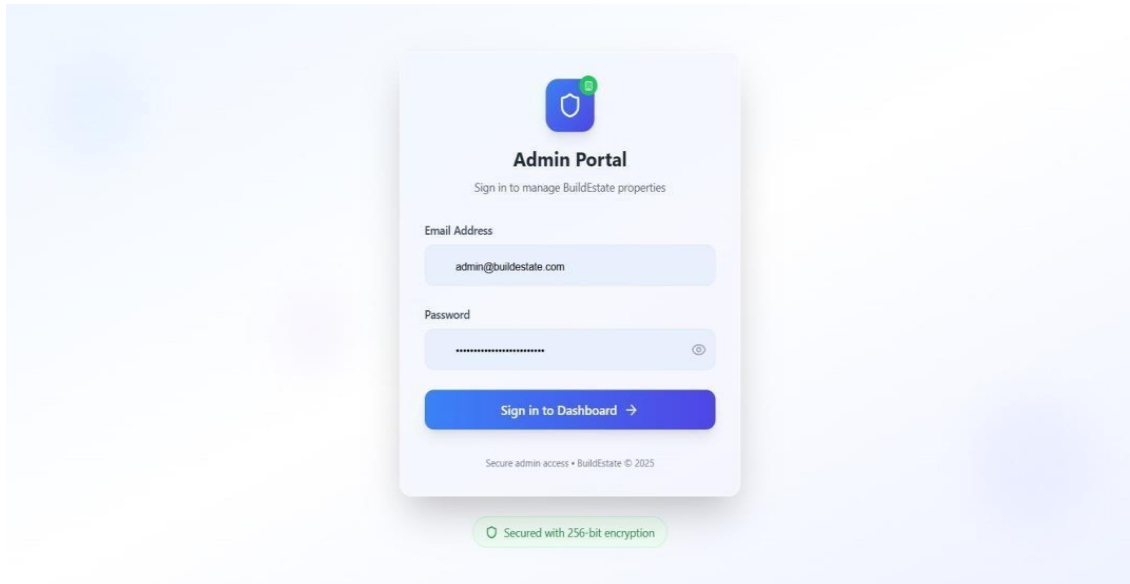 Admin Portal
Sign in to manage BuildEstate properties
Email Address
admin@buildestate.com
Password
•••••••••••••••••••••••••
Sign in to Dashboard →
Secure admin access • BuildEstate © 2025
Secured with 256-bit encryption